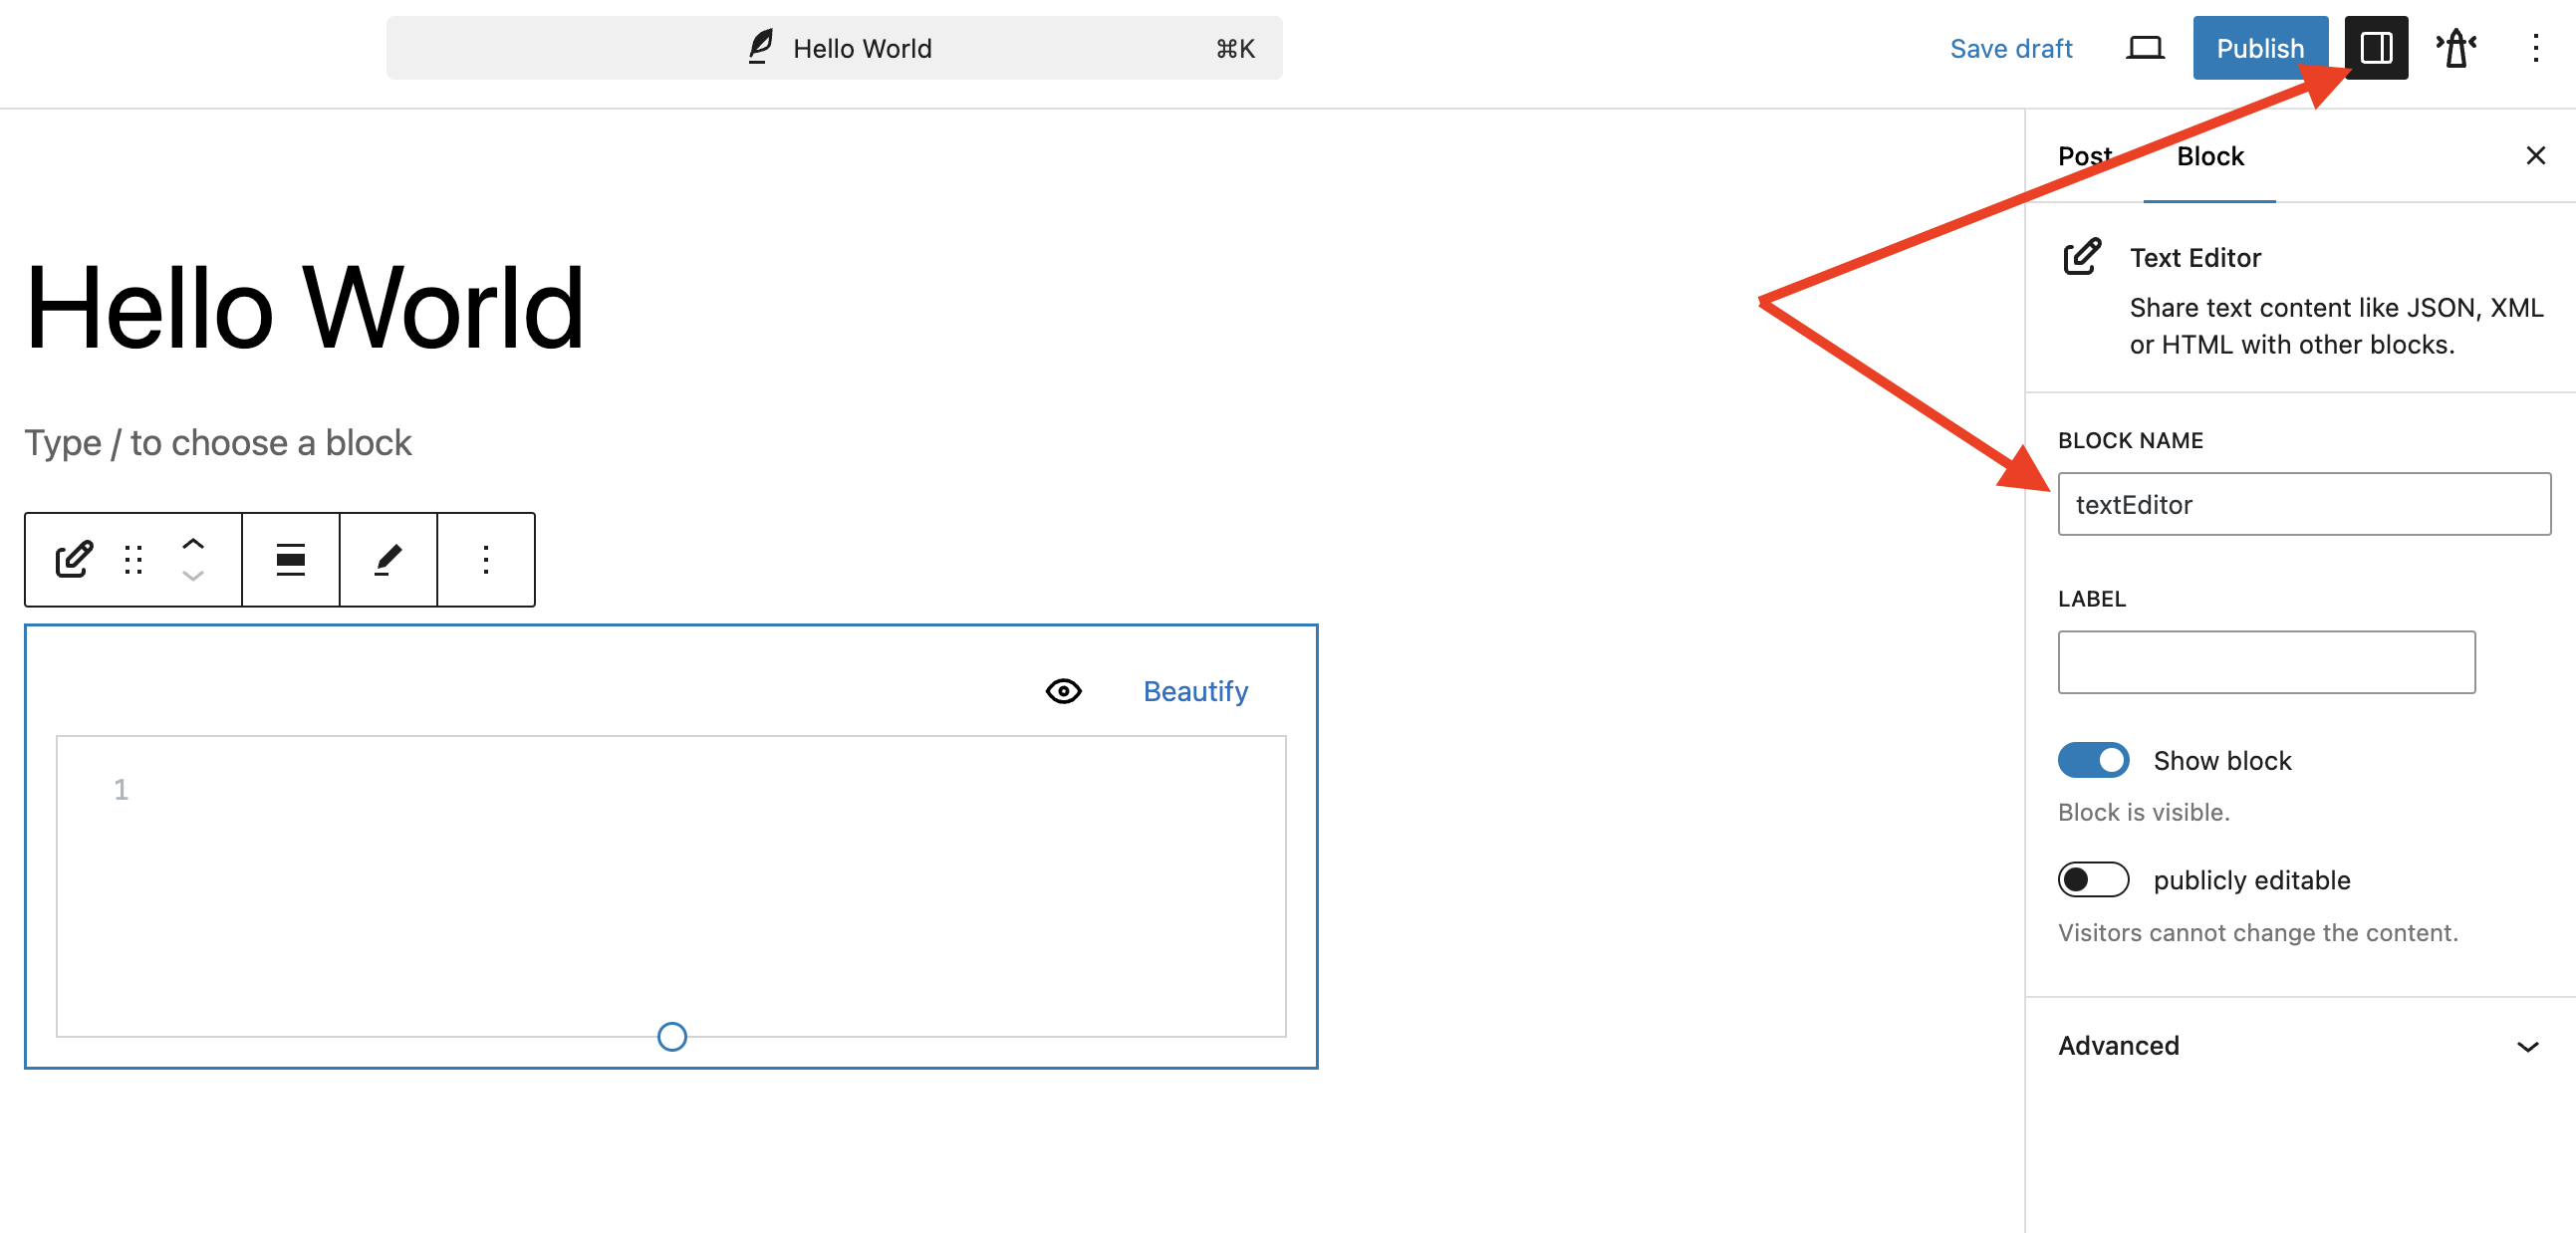 Hello World ⌘K
Save draft
Publish
Post Block
Text Editor
Share text content like JSON, XML
or HTML with other blocks.
Hello World
Type / to choose a block
Beautify
1
BLOCK NAME
textEditor
LABEL
Show block
Block is visible.
publicly editable
Visitors cannot change the content.
Advanced